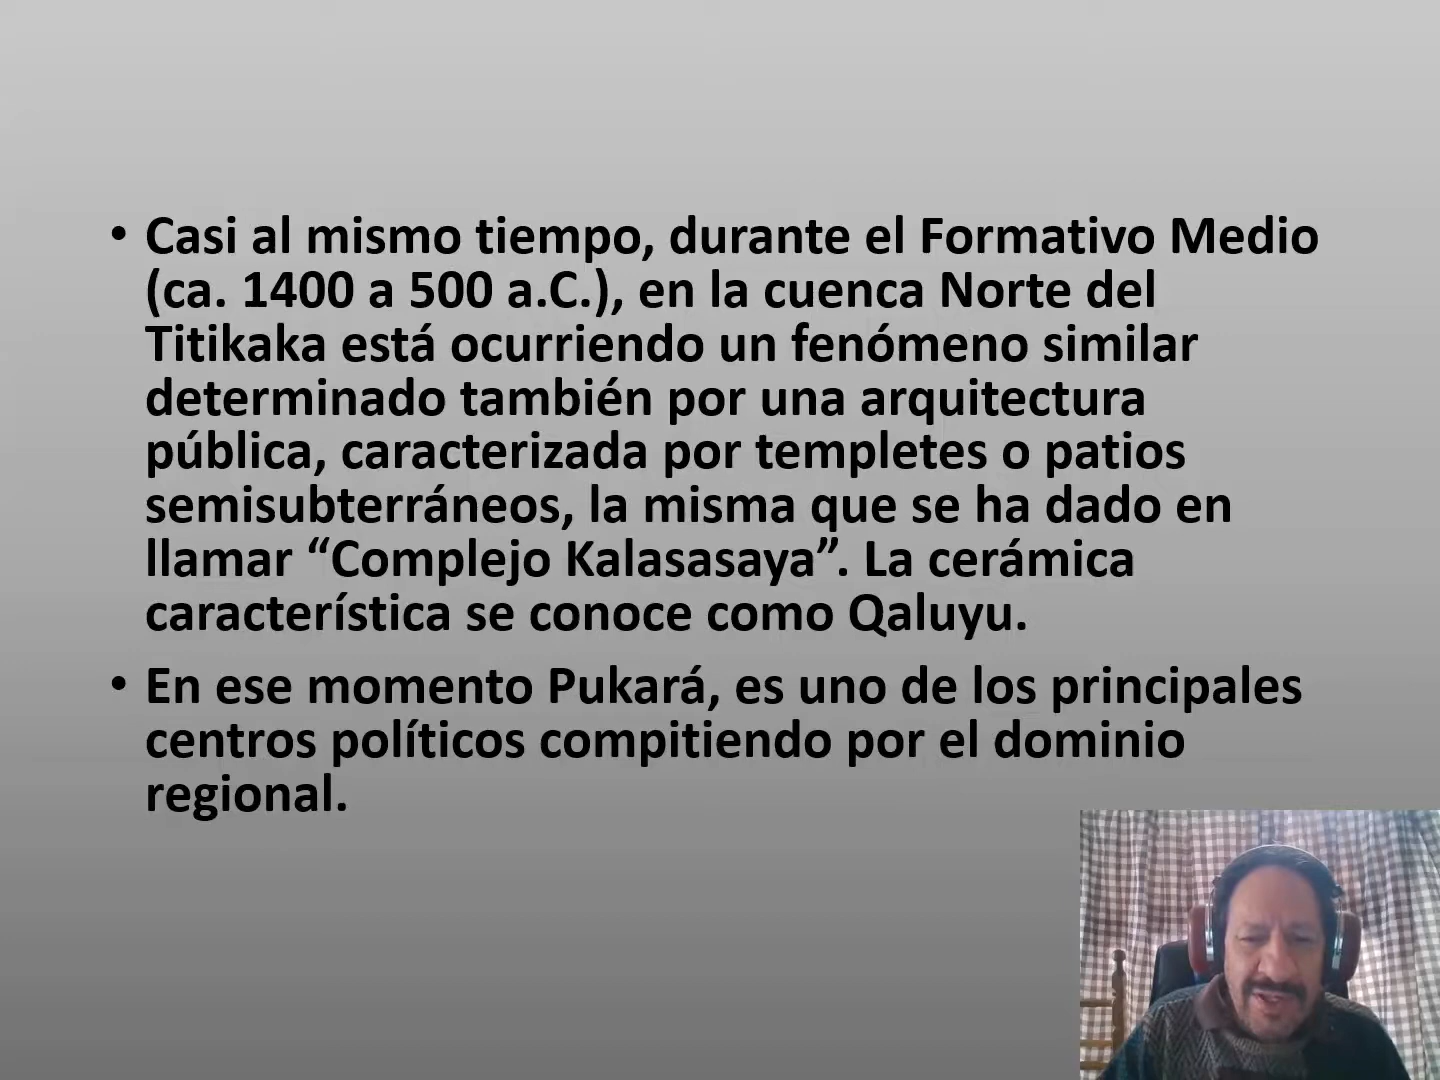 • Casi al mismo tiempo, durante el Formativo Medio
(ca. 1400 a 500 a.C.), en la cuenca Norte del
Titikaka está ocurriendo un fenómeno similar
determinado también por una arquitectura
pública, caracterizada por templetes o patios
semisubterráneos, la misma que se ha dado en
llamar “Complejo Kalasasaya”. La cerámica
característica se conoce como Qaluyu.
• En ese momento Pukará, es uno de los principales
centros políticos compitiendo por el dominio
regional.